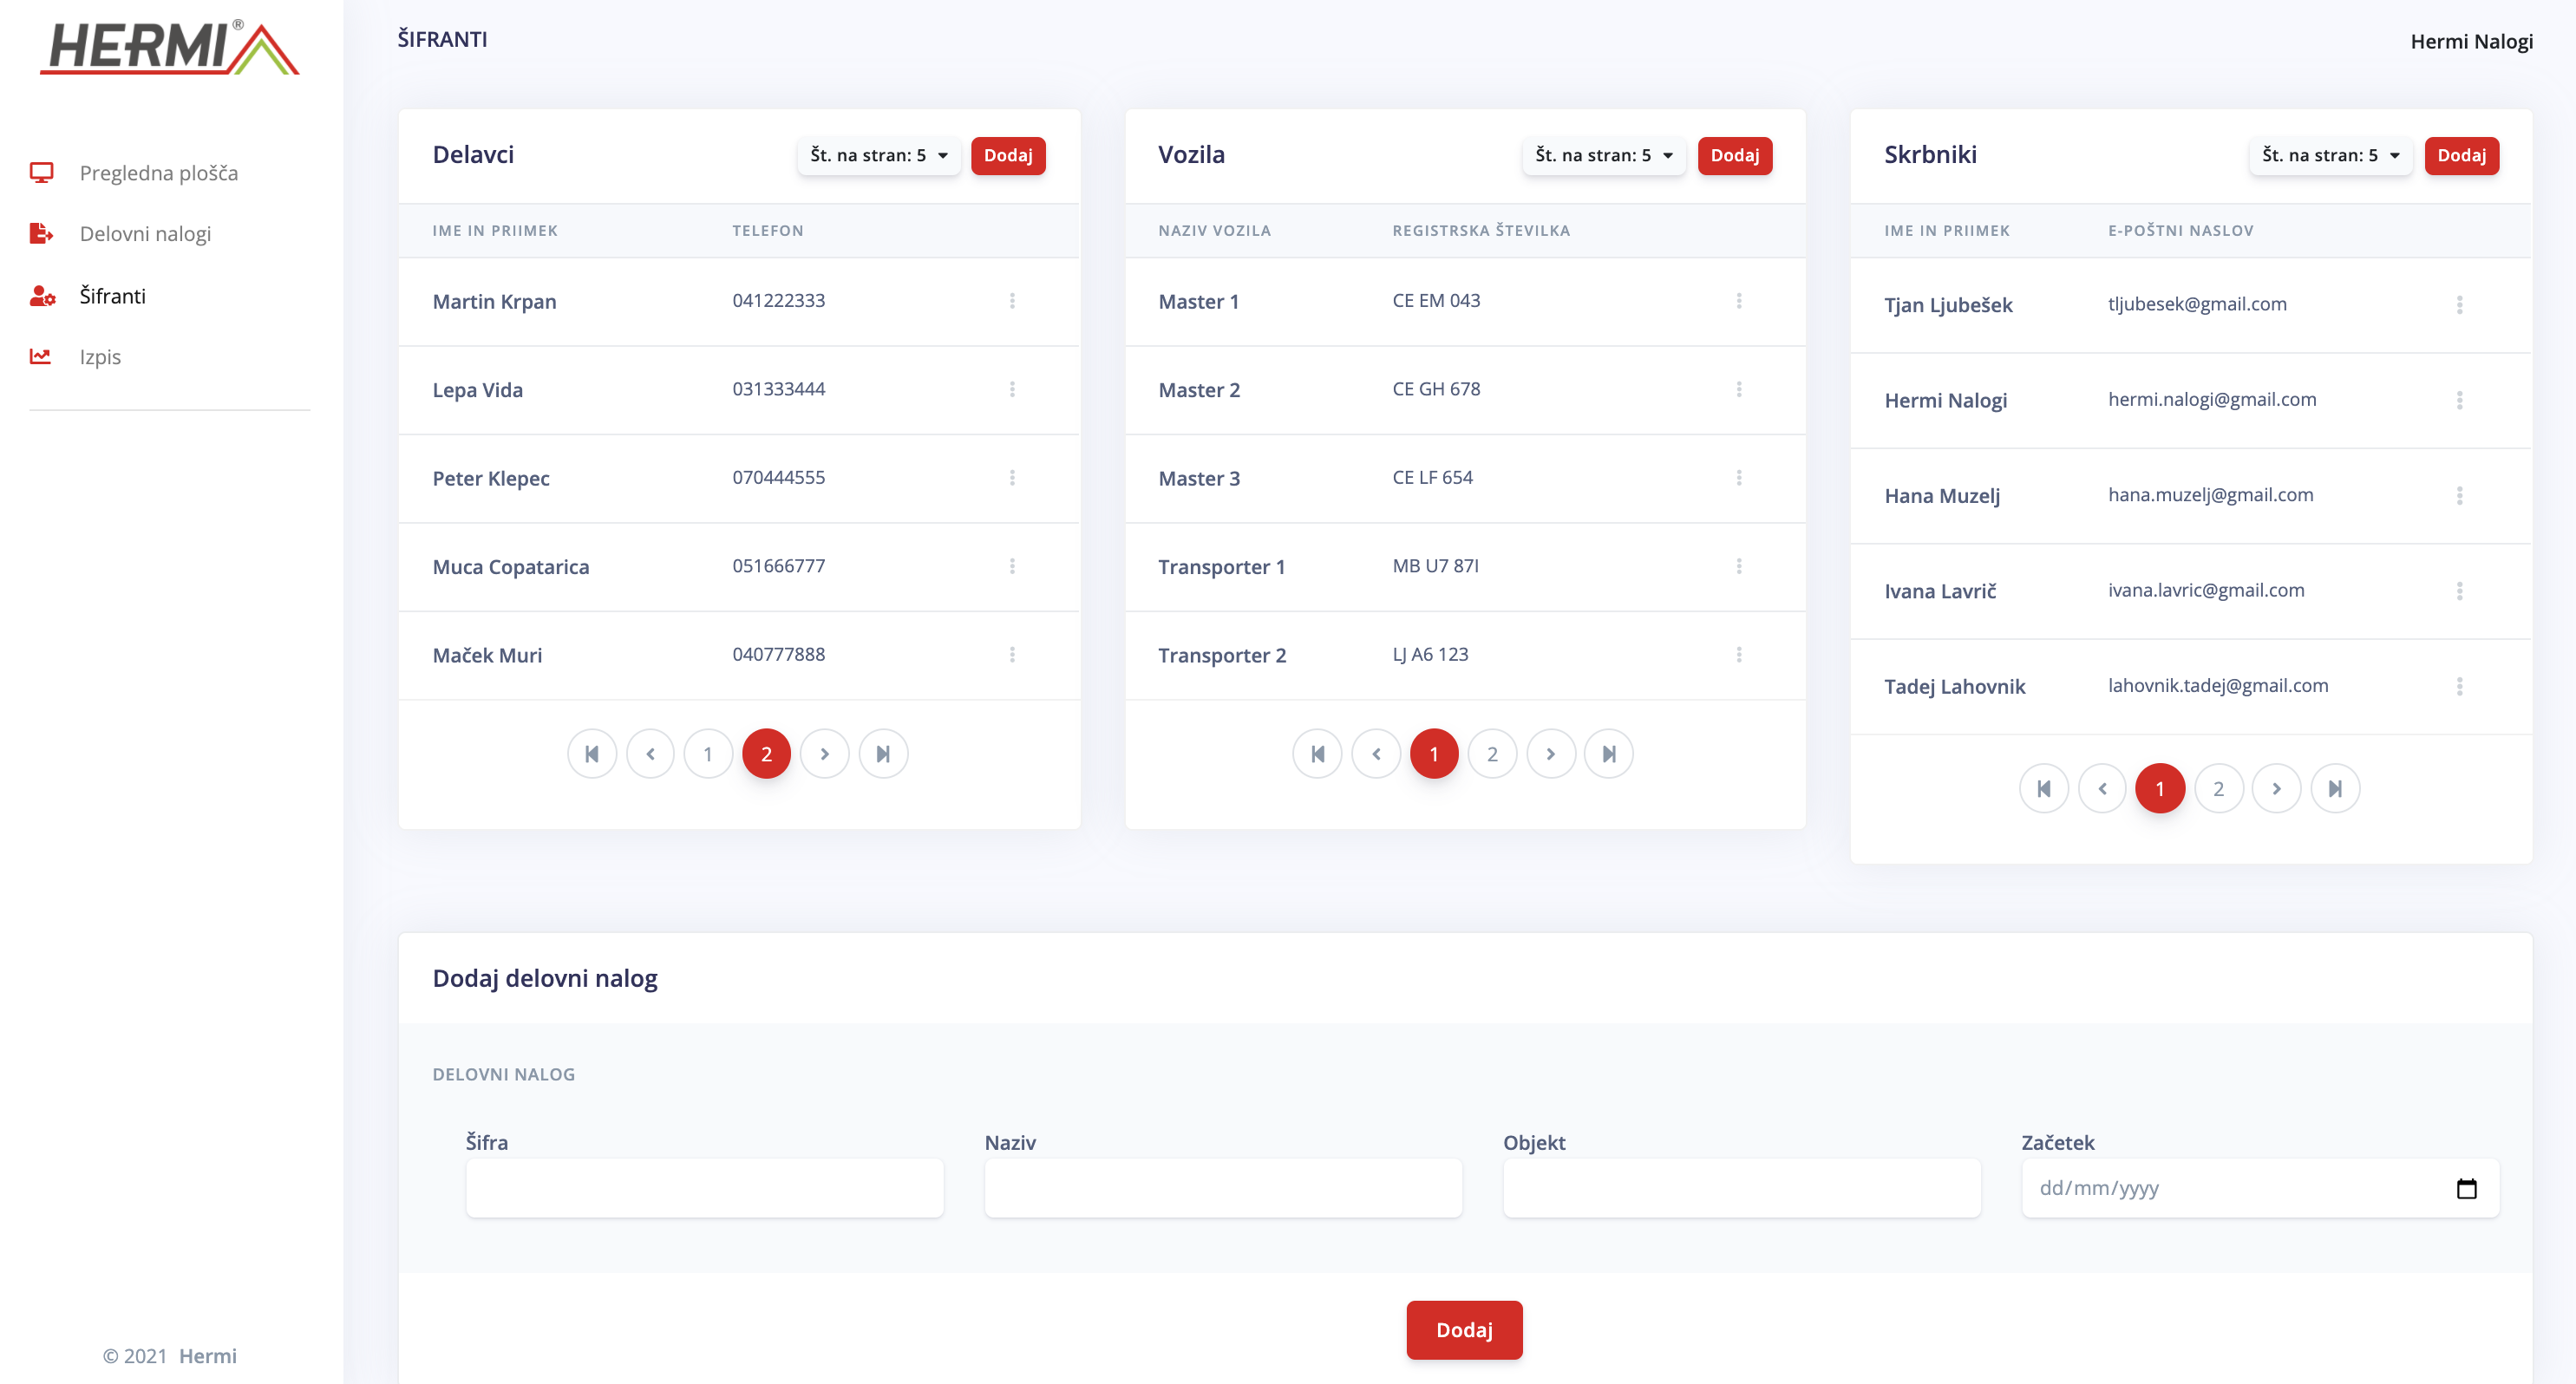 HERMI®
Pregledna plošča
Delovni nalogi
Šifranti
Izpis
© 2021 Hermi
ŠIFRANTI
Hermi Nalogi
Delavci
Št. na stran: 5
Dodaj
IME IN PRIIMEK TELEFON
Martin Krpan 041222333
Lepa Vida 031333444
Peter Klepec 070444555
Muca Copatarica 051666777
Maček Muri 040777888
1 2
Vozila
Št. na stran: 5
Dodaj
NAZIV VOZILA REGISTRSKA ŠTEVILKA
Master 1 CE EM 043
Master 2 CE GH 678
Master 3 CE LF 654
Transporter 1 MB U7 87I
Transporter 2 LJ A6 123
1 2
Skrbniki
Št. na stran: 5
Dodaj
IME IN PRIIMEK E-POŠTNI NASLOV
Tjan Ljubešek tljubesek@gmail.com
Hermi Nalogi hermi.nalogi@gmail.com
Hana Muzelj hana.muzelj@gmail.com
Ivana Lavrič ivana.lavric@gmail.com
Tadej Lahovnik lahovnik.tadej@gmail.com
1 2
Dodaj delovni nalog
DELOVNI NALOG
Šifra Naziv Objekt Začetek
dd/mm/yyyy
Dodaj